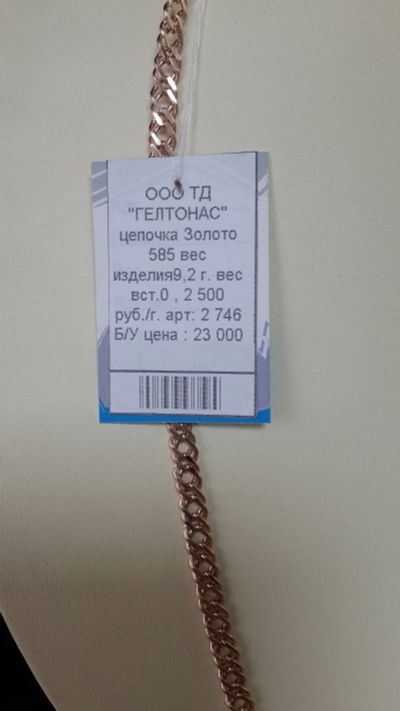 ООО ТД
"ГЕЛТОНАС"
цепочка Золото
585 вес
изделия9,2 г. вес
вст.0 , 2 500
руб./г. арт: 2 746
Б/У цена : 23 000